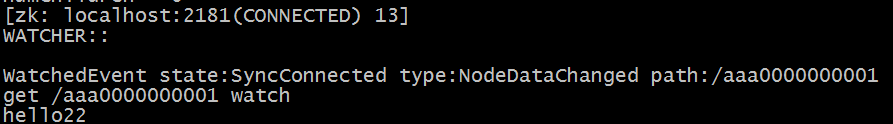 [zk: localhost:2181(CONNECTED) 13]
WATCHER::
WatchedEvent state:SyncConnected type:NodeDataChanged path:/aaa0000000001
get /aaa0000000001 watch
hello22